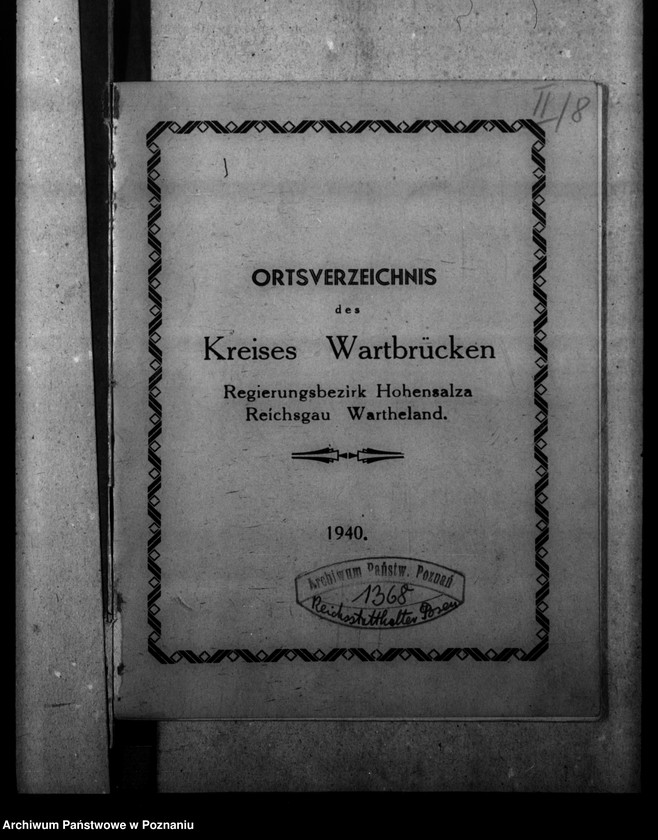 II/8
ORTSVERZEICHNIS
des
Kreises Wartbrücken
Regierungsbezirk Hohensalza
Reichsgau Wartheland.
1940.
Archiwum Państw. Poznań
1368
Reichsstatthalter Posen
Archiwum Państwowe w Poznaniu